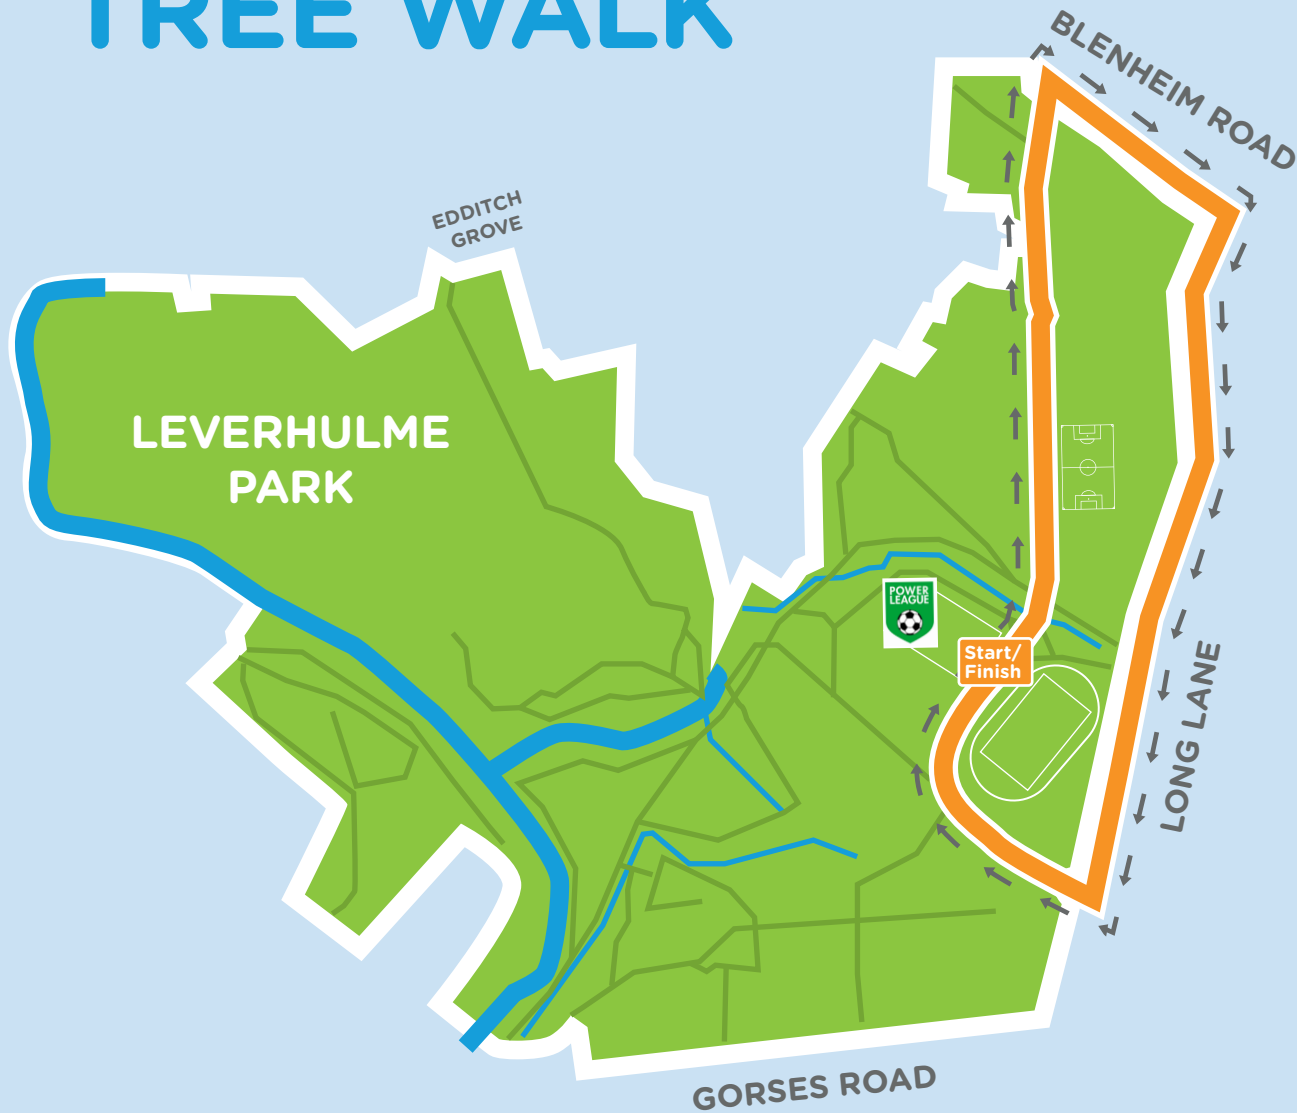 TREE WALK
BLENHEIM ROAD
EDDITCH
GROVE
LEVERHULME
PARK
POWER
LEAGUE
Start/
Finish
LONG LANE
GORSES ROAD